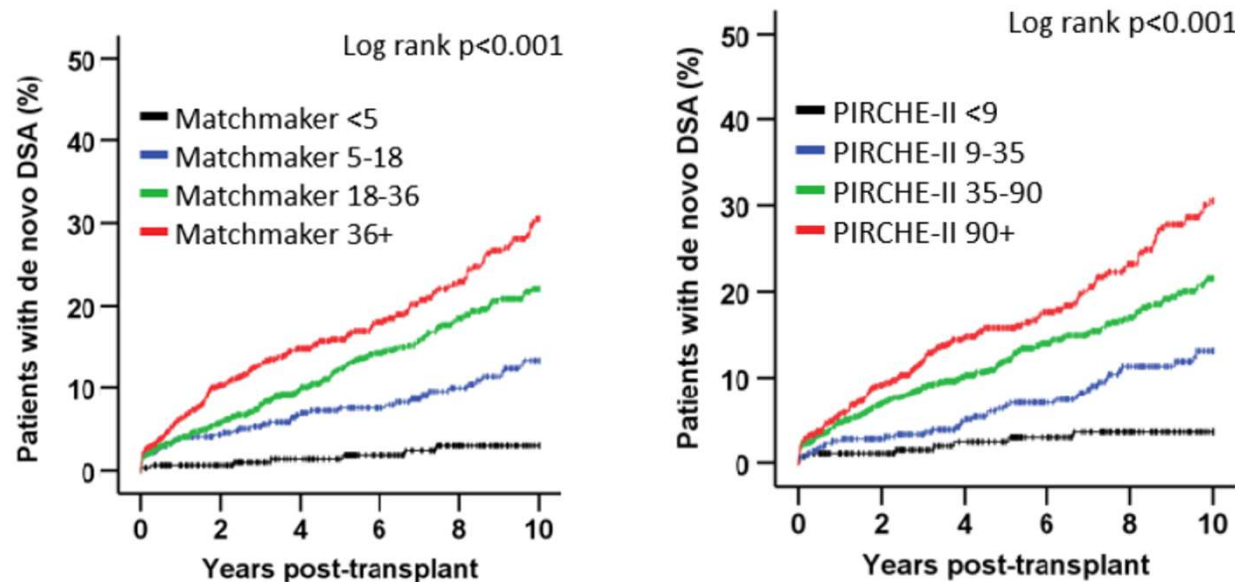 Log rank p<0.001
50
40
30
20
10
0
Patients with de novo DSA (%)
Matchmaker <5
Matchmaker 5-18
Matchmaker 18-36
Matchmaker 36+
0 2 4 6 8 10
Years post-transplant
Log rank p<0.001
50
40
30
20
10
0
Patients with de novo DSA (%)
PIRCHE-II <9
PIRCHE-II 9-35
PIRCHE-II 35-90
PIRCHE-II 90+
0 2 4 6 8 10
Years post-transplant